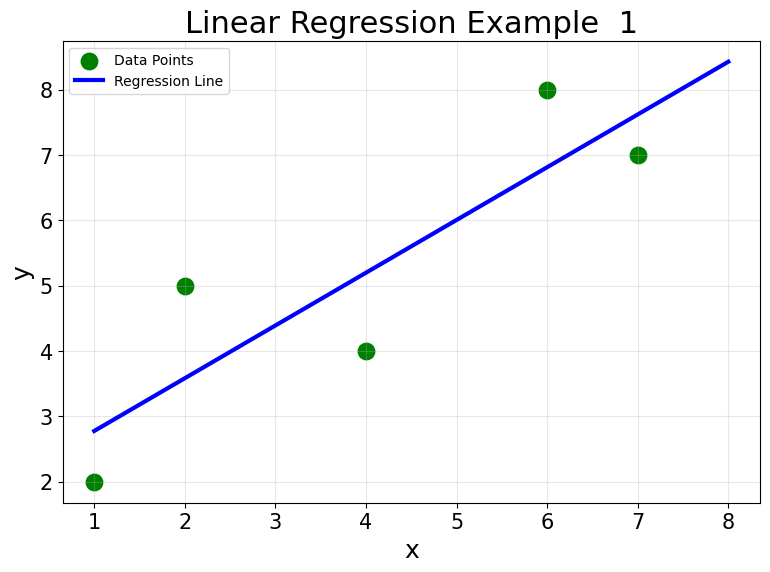 Linear Regression Example  1
Data Points
Regression Line
8
7
6
5
4
3
2
y
1 2 3 4 5 6 7 8
x